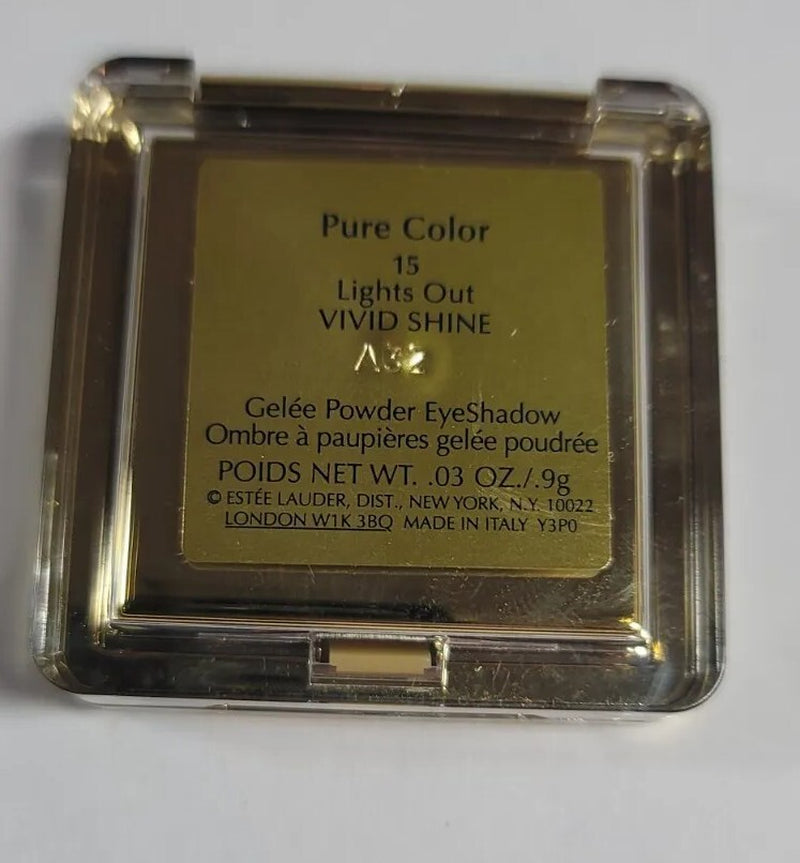 Pure Color
15
Lights Out
VIVID SHINE
A32
Gelée Powder EyeShadow
Ombre à paupières gelée poudrée
POIDS NET WT. .03 OZ./.9g
© ESTÉE LAUDER, DIST., NEW YORK, N.Y. 10022
LONDON W1K 3BQ MADE IN ITALY Y3P0